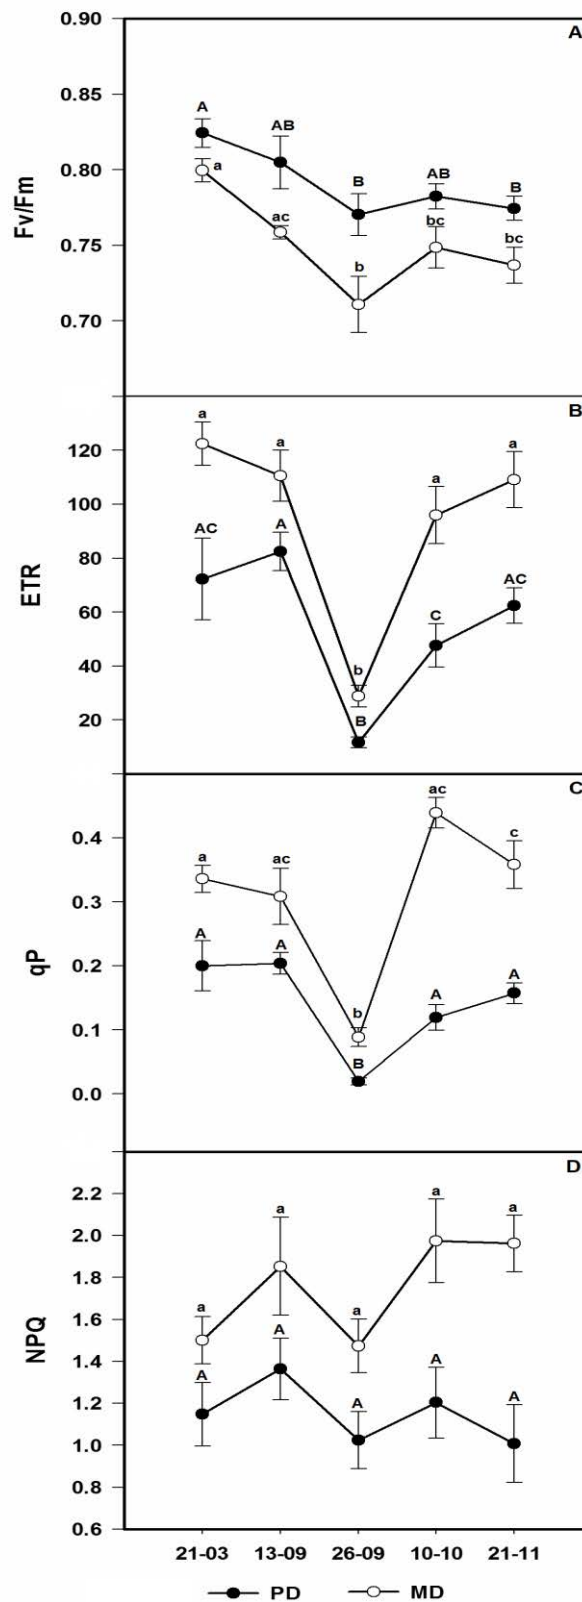 0.90
A
A
0.85
AB
AB
B
B
0.80
a
Fv/Fm
ac
bc
bc
0.75
b
0.70
B
a
a
a
a
120
100
AC
A
80
AC
ETR
60
C
40
b
20
B
C
ac
c
0.4
a
ac
0.3
A
A
qP
0.2
A
A
b
0.1
B
0.0
D
2.2
a
a
a
2.0
1.8
a
a
1.6
A
NPQ
1.4
A
A
A
A
1.2
1.0
0.8
0.6
21-03 13-09 26-09 10-10 21-11
PD MD